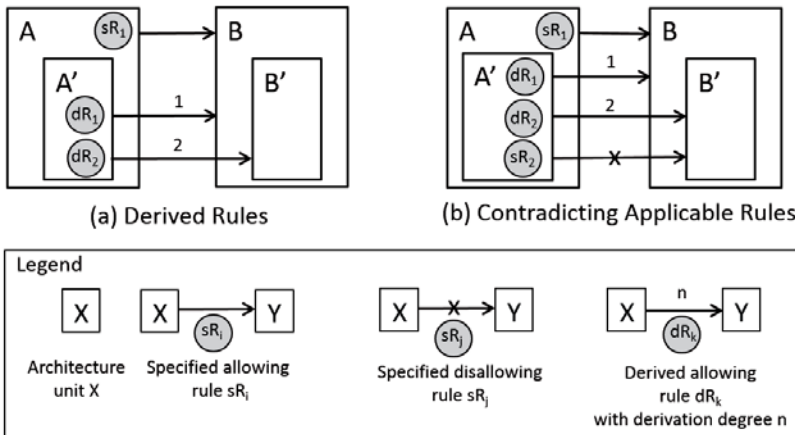 A
sR₁
B
A’
B’
dR₁
1
dR₂
2
(a) Derived Rules
A
sR₁
B
A’
dR₁
1
B’
dR₂
2
sR₂
x
(b) Contradicting Applicable Rules
Legend
X
X
Y
sRᵢ
X
x
Y
sRⱼ
X
n
Y
dRₖ
Architecture
unit X
Specified allowing
rule sRᵢ
Specified disallowing
rule sRⱼ
Derived allowing
rule dRₖ
with derivation degree n